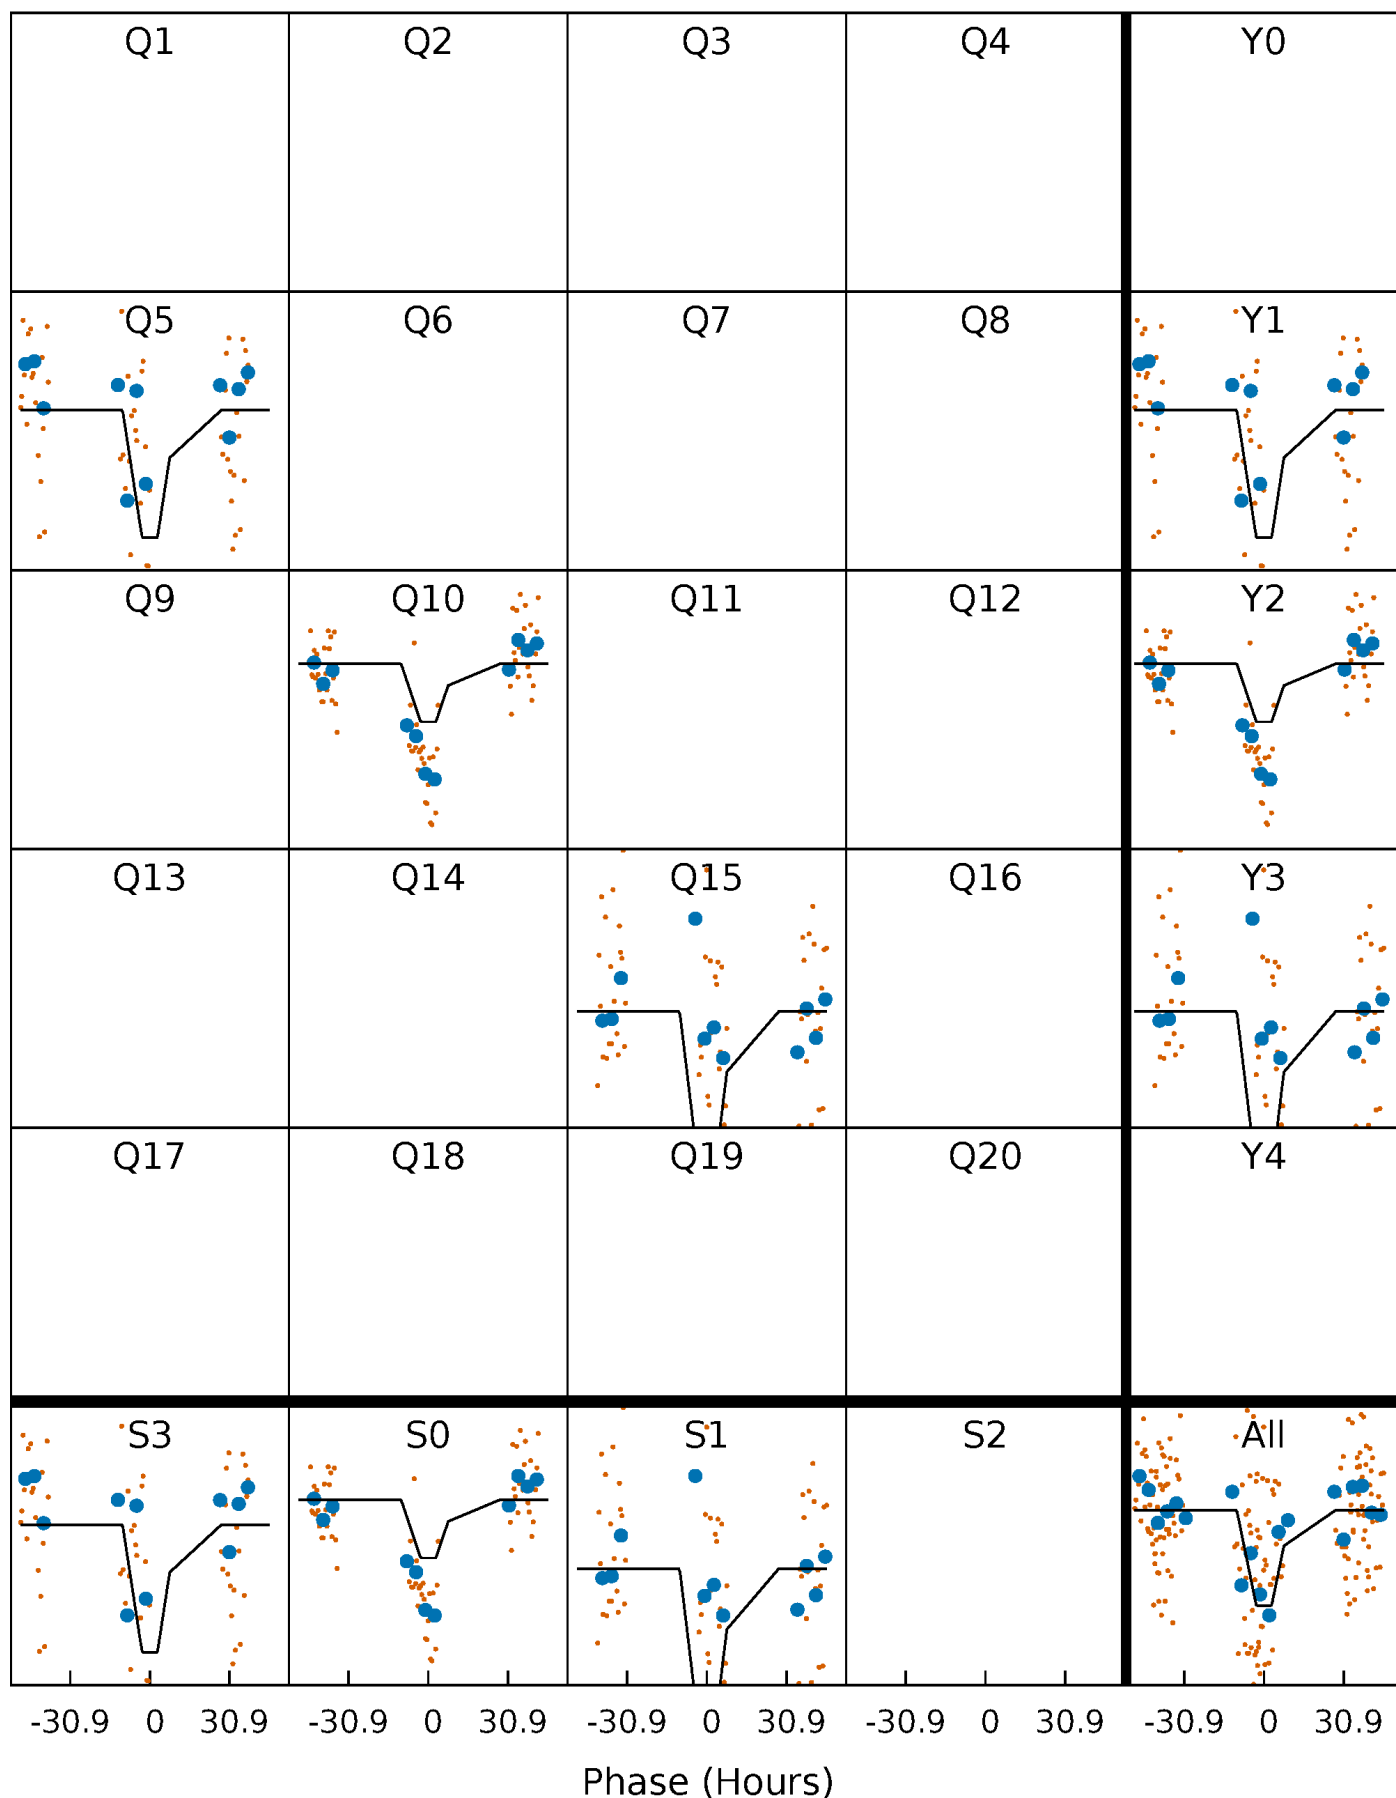 Q1 Q2 Q3 Q4 Y0
Q5 Q6 Q7 Q8 Y1
Q9 Q10 Q11 Q12 Y2
Q13 Q14 Q15 Q16 Y3
Q17 Q18 Q19 Q20 Y4
S3 S0 S1 S2 All
-30.9 0 30.9 -30.9 0 30.9 -30.9 0 30.9 -30.9 0 30.9 -30.9 0 30.9
Phase (Hours)